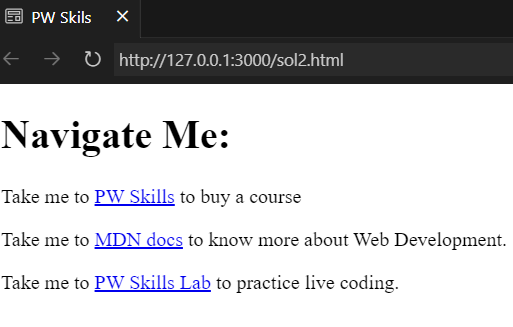 PW Skils
http://127.0.0.1:3000/sol2.html
Navigate Me:
Take me to PW Skills to buy a course
Take me to MDN docs to know more about Web Development.
Take me to PW Skills Lab to practice live coding.